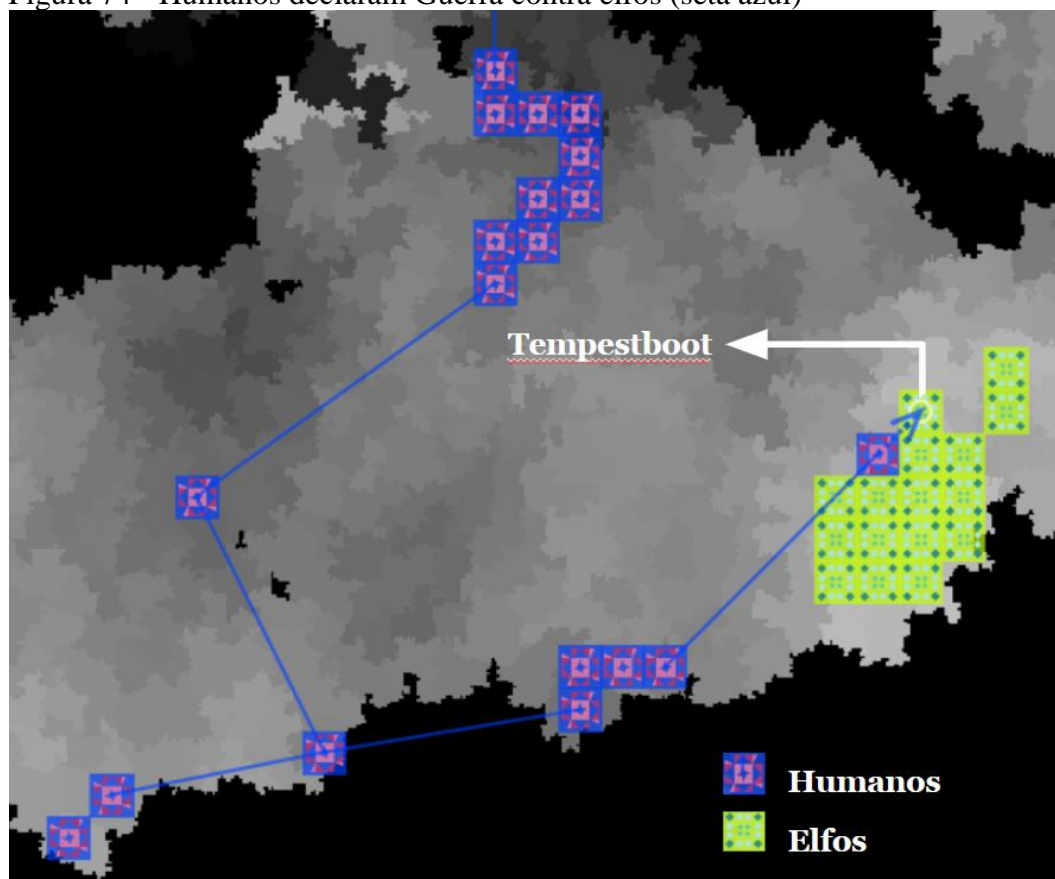 Figura 74 - Humanos declaram Guerra contra elfos (seta azul)
Tempestboot
Humanos
Elfos